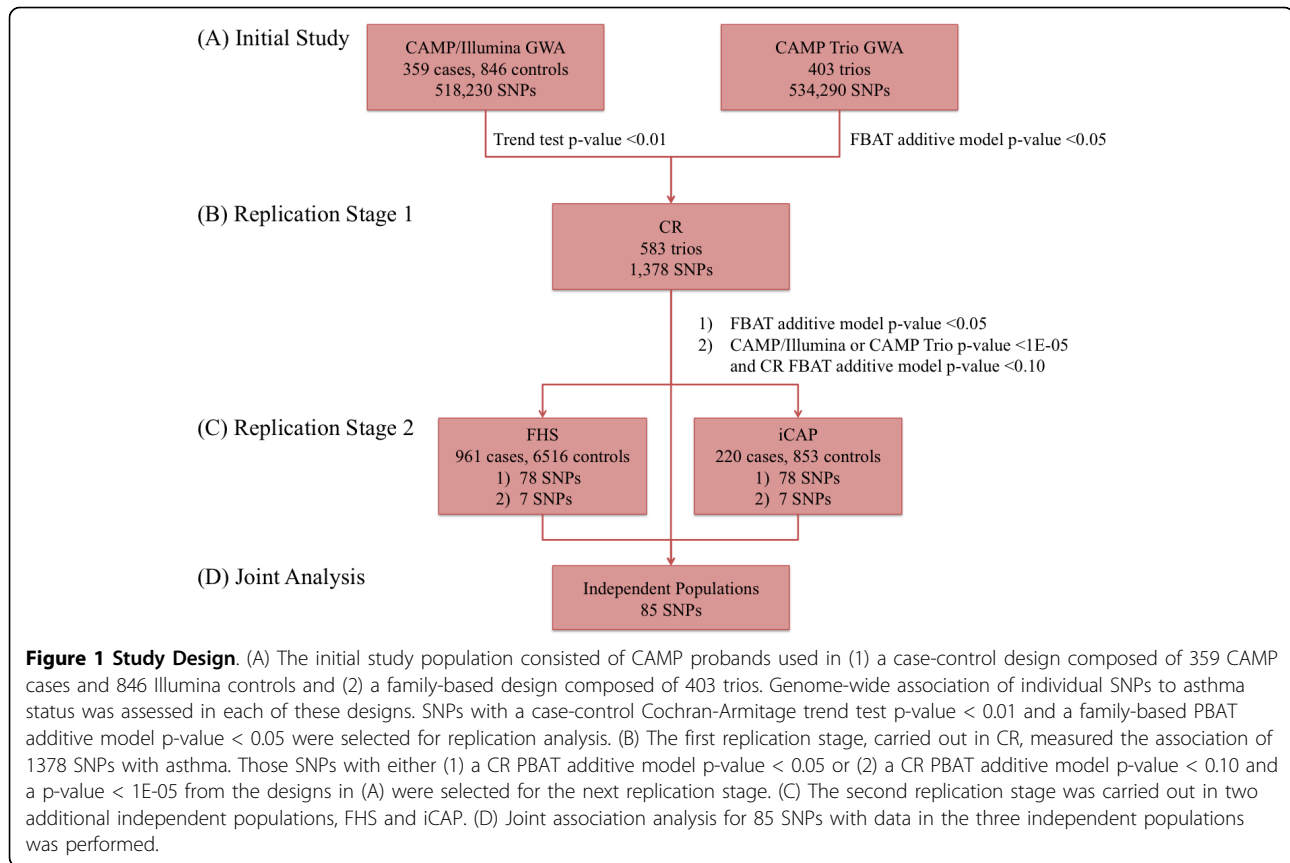 (A) Initial Study
CAMP/Illumina GWA
359 cases, 846 controls
518,230 SNPs
CAMP Trio GWA
403 trios
534,290 SNPs
Trend test p-value <0.01
FBAT additive model p-value <0.05
(B) Replication Stage 1
CR
583 trios
1,378 SNPs
1) FBAT additive model p-value <0.05
2) CAMP/Illumina or CAMP Trio p-value <1E-05
and CR FBAT additive model p-value <0.10
(C) Replication Stage 2
FHS
961 cases, 6516 controls
1) 78 SNPs
2) 7 SNPs
iCAP
220 cases, 853 controls
1) 78 SNPs
2) 7 SNPs
(D) Joint Analysis
Independent Populations
85 SNPs
Figure 1 Study Design. (A) The initial study population consisted of CAMP probands used in (1) a case-control design composed of 359 CAMP
cases and 846 Illumina controls and (2) a family-based design composed of 403 trios. Genome-wide association of individual SNPs to asthma
status was assessed in each of these designs. SNPs with a case-control Cochran-Armitage trend test p-value < 0.01 and a family-based PBAT
additive model p-value < 0.05 were selected for replication analysis. (B) The first replication stage, carried out in CR, measured the association of
1378 SNPs with asthma. Those SNPs with either (1) a CR PBAT additive model p-value < 0.05 or (2) a CR PBAT additive model p-value < 0.10 and
a p-value < 1E-05 from the designs in (A) were selected for the next replication stage. (C) The second replication stage was carried out in two
additional independent populations, FHS and iCAP. (D) Joint association analysis for 85 SNPs with data in the three independent populations
was performed.